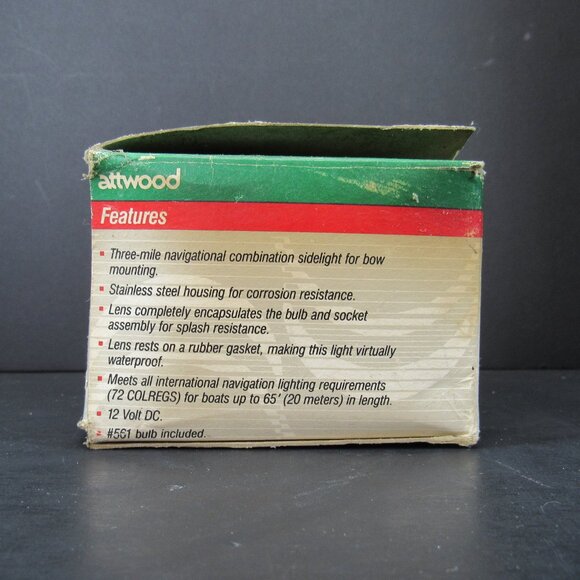 attwood
Features
▪ Three-mile navigational combination sidelight for bow
mounting.
▪ Stainless steel housing for corrosion resistance.
▪ Lens completely encapsulates the bulb and socket
assembly for splash resistance.
▪ Lens rests on a rubber gasket, making this light virtually
waterproof.
▪ Meets all international navigation lighting requirements
(72 COLREGS) for boats up to 65' (20 meters) in length.
▪ 12 Volt DC.
▪ #561 bulb included.